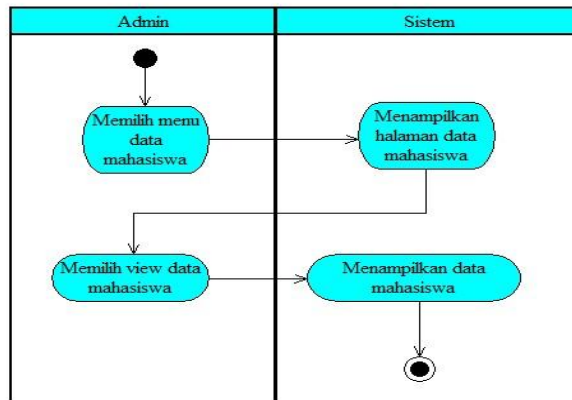 Admin
Sistem
Memilih menu
data
mahasiswa
Menampilkan
halaman data
mahasiswa
Memilih view data
mahasiswa
Menampilkan data
mahasiswa